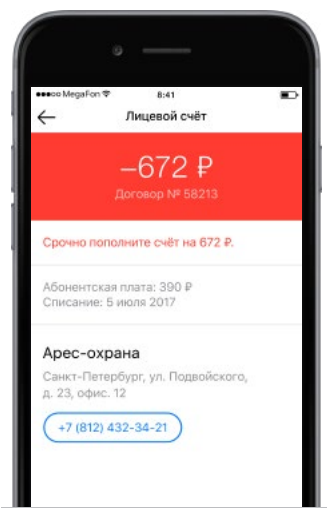 MegaFon 8:41
Лицевой счёт
–672 ₽
Договор № 58213
Срочно пополните счёт на 672 ₽.
Абонентская плата: 390 ₽
Списание: 5 июля 2017
Арес-охрана
Санкт-Петербург, ул. Подвойского,
д. 23, офис. 12
+7 (812) 432-34-21